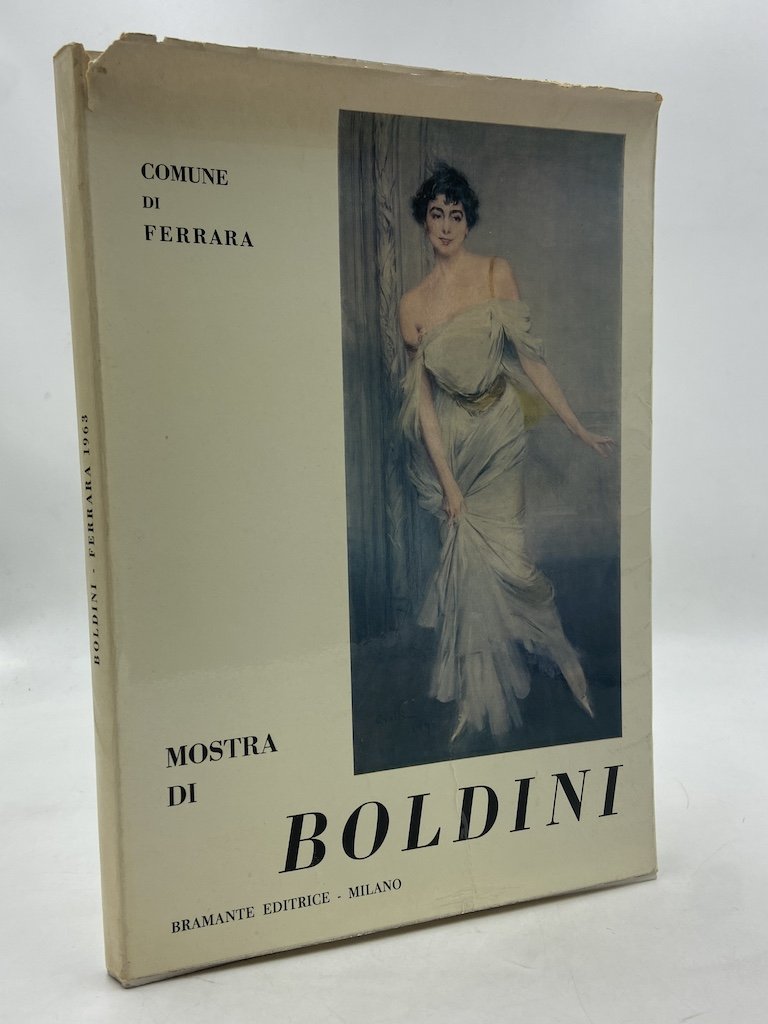 COMUNE
DI
FERRARA
MOSTRA
DI
BOLDINI
BRAMANTE EDITRICE - MILANO
BOLDINI - FERRARA 1963